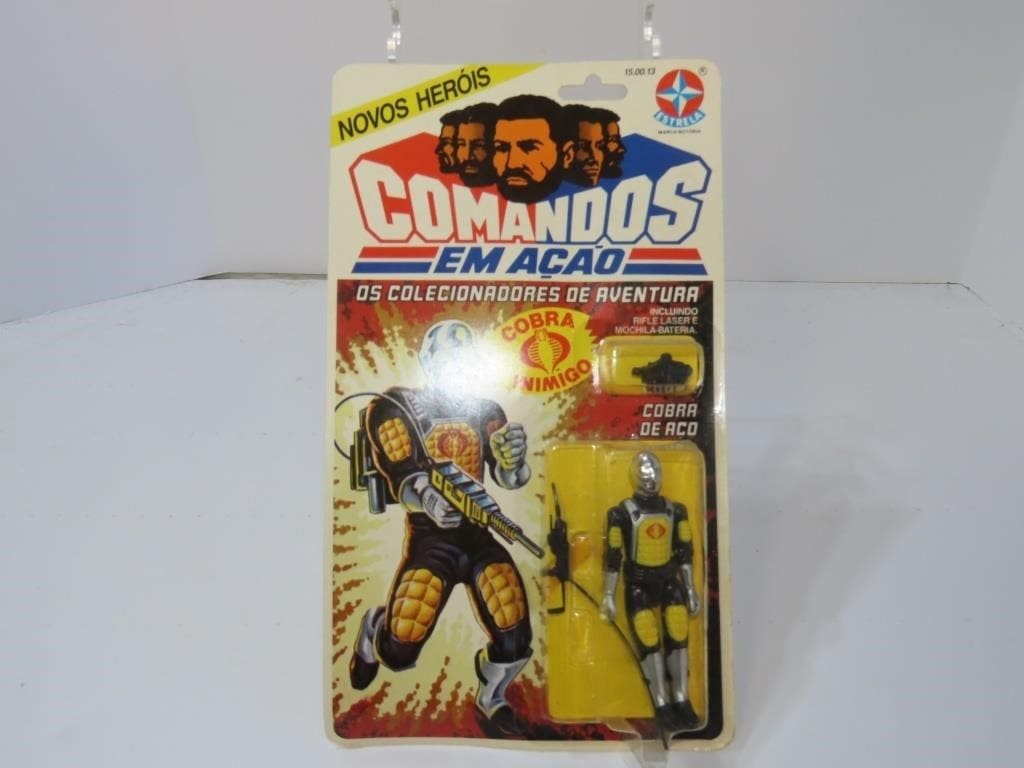 NOVOS HERÓIS
15.00.13
®
ESTRELA
MARCA NOTÓRIA
COMANDOS
EM AÇÃO
OS COLECIONADORES DE AVENTURA
INCLUINDO
RIFLE LASER E
MOCHILA-BATERIA.
COBRA
INIMIGO
COBRA
DE AÇO